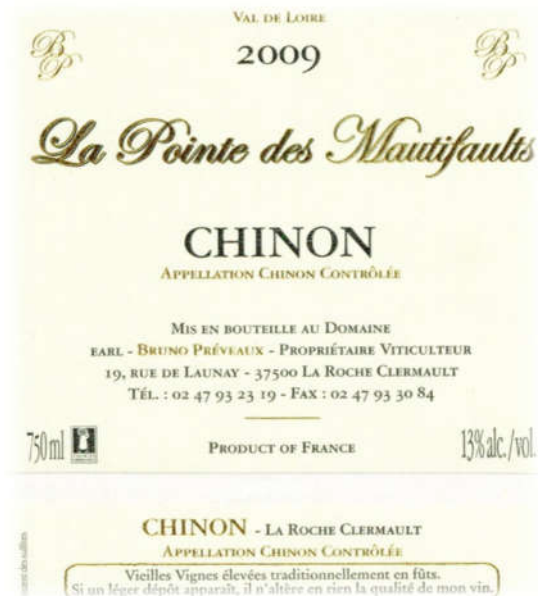 VAL DE LOIRE
BP 2009 BP
La Pointe des Mautifaults
CHINON
APPELLATION CHINON CONTRÔLÉE
MIS EN BOUTEILLE AU DOMAINE
EARL - BRUNO PRÉVEAUX - PROPRIÉTAIRE VITICULTEUR
19, RUE DE LAUNAY - 37500 LA ROCHE CLERMAULT
TÉL. : 02 47 93 23 19 - FAX : 02 47 93 30 84
750 ml PRODUCT OF FRANCE 13% alc./vol.
CHINON - LA ROCHE CLERMAULT
APPELLATION CHINON CONTRÔLÉE
Vieilles Vignes élevées traditionnellement en fûts.
Si un léger dépôt apparaît, il n'altère en rien la qualité de mon vin.
sulfites